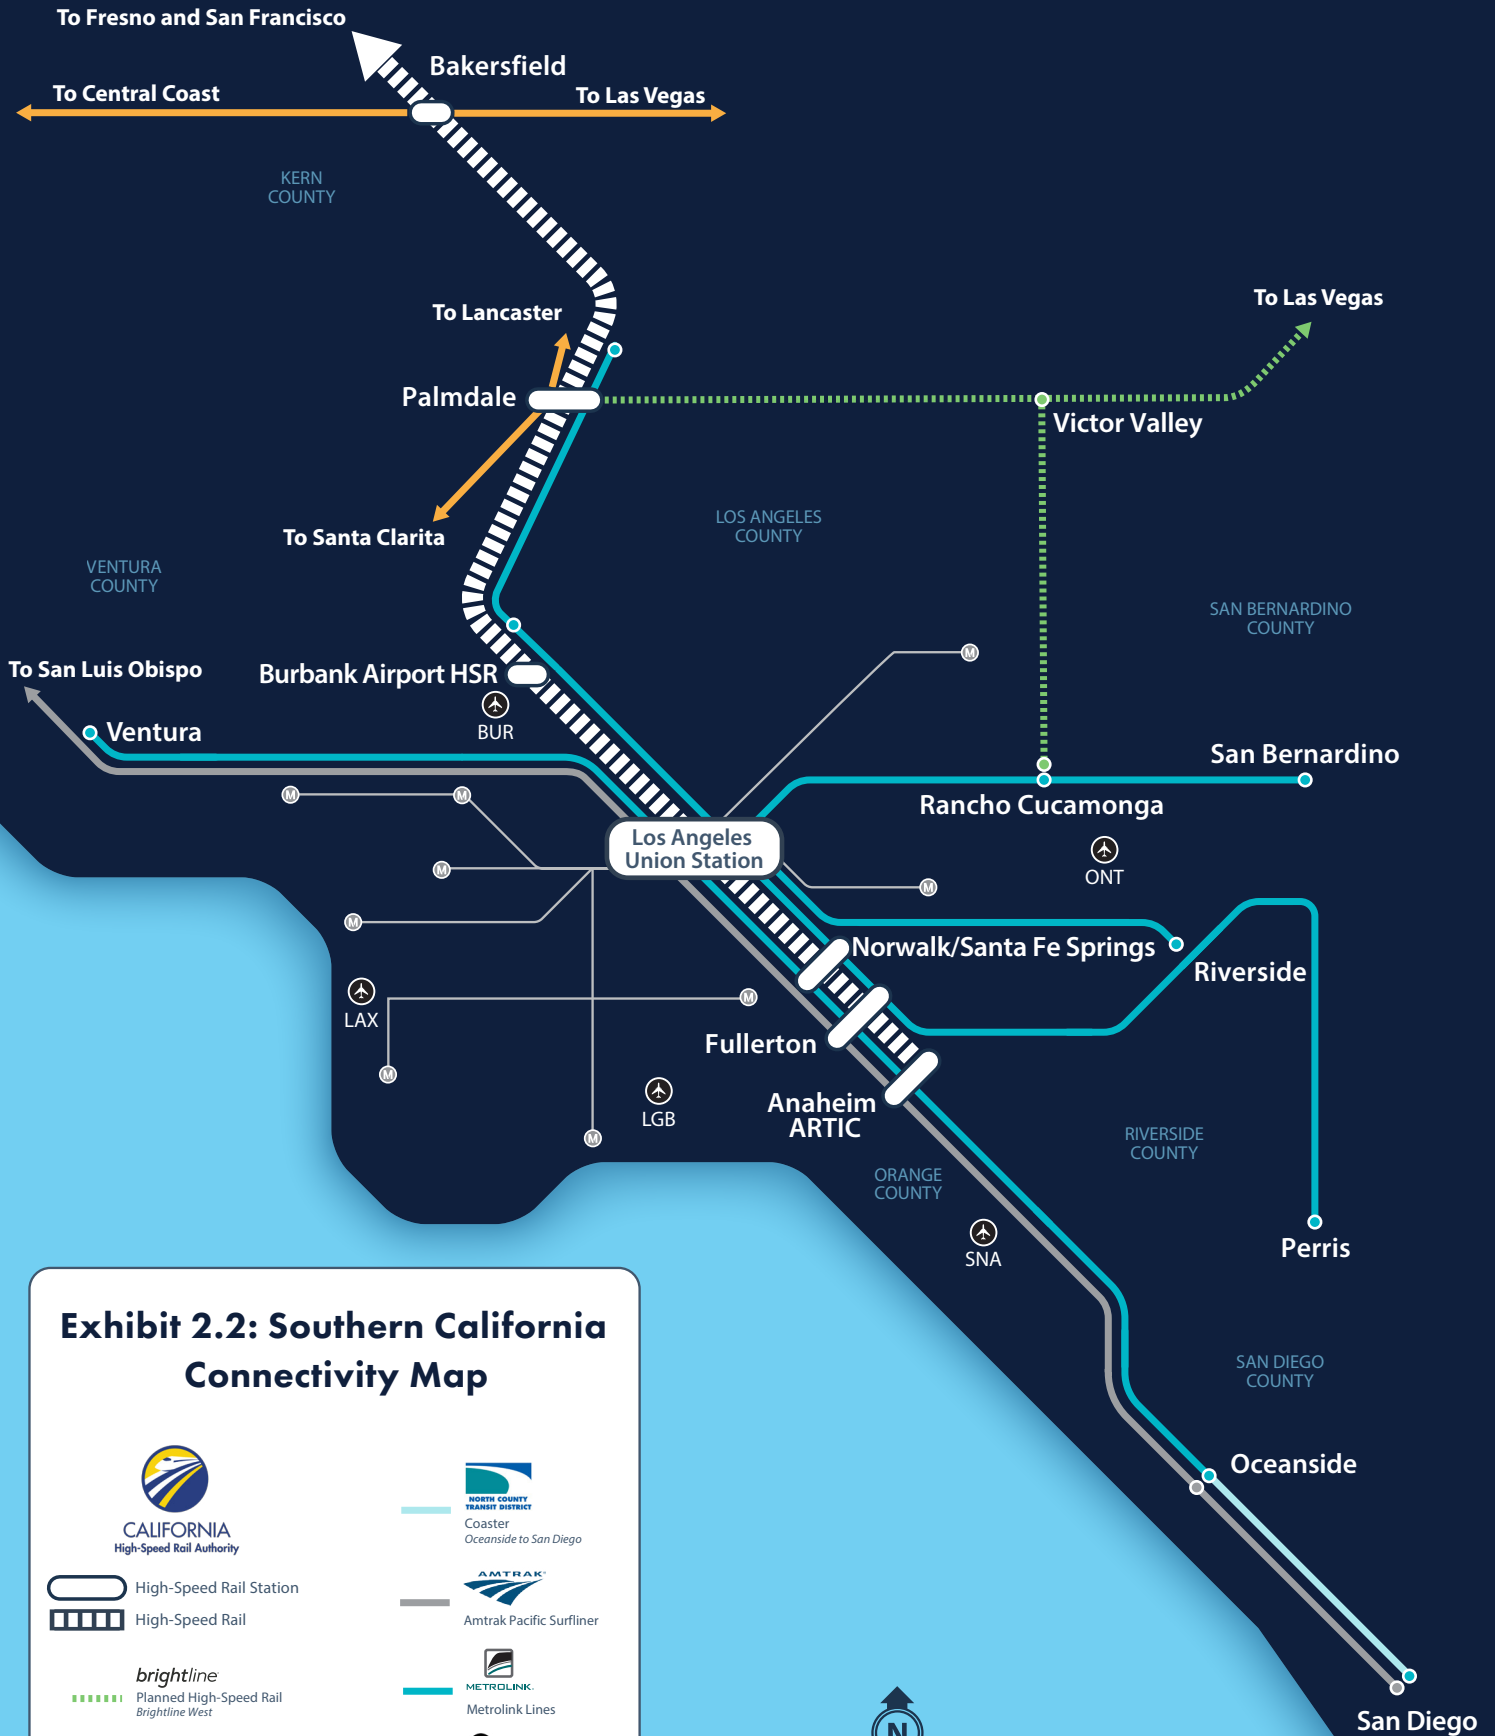 To Fresno and San Francisco
Bakersfield
To Central Coast
To Las Vegas
KERN
COUNTY
To Las Vegas
To Lancaster
Palmdale
Victor Valley
LOS ANGELES
COUNTY
To Santa Clarita
VENTURA
COUNTY
SAN BERNARDINO
COUNTY
M
To San Luis Obispo
Burbank Airport HSR
BUR
Ventura
San Bernardino
M
M
Rancho Cucamonga
Los Angeles
Union Station
ONT
M
M
M
Norwalk/Santa Fe Springs
Riverside
LAX
M
Fullerton
M
LGB
Anaheim
ARTIC
M
RIVERSIDE
COUNTY
ORANGE
COUNTY
SNA
Perris
Exhibit 2.2: Southern California
Connectivity Map
SAN DIEGO
COUNTY
Oceanside
CALIFORNIA
High-Speed Rail Authority
High-Speed Rail Station
High-Speed Rail
brightline
Planned High-Speed Rail
Brightline West
NORTH COUNTY
TRANSIT DISTRICT
Coaster
Oceanside to San Diego
AMTRAK
Amtrak Pacific Surfliner
METROLINK.
Metrolink Lines
N
San Diego